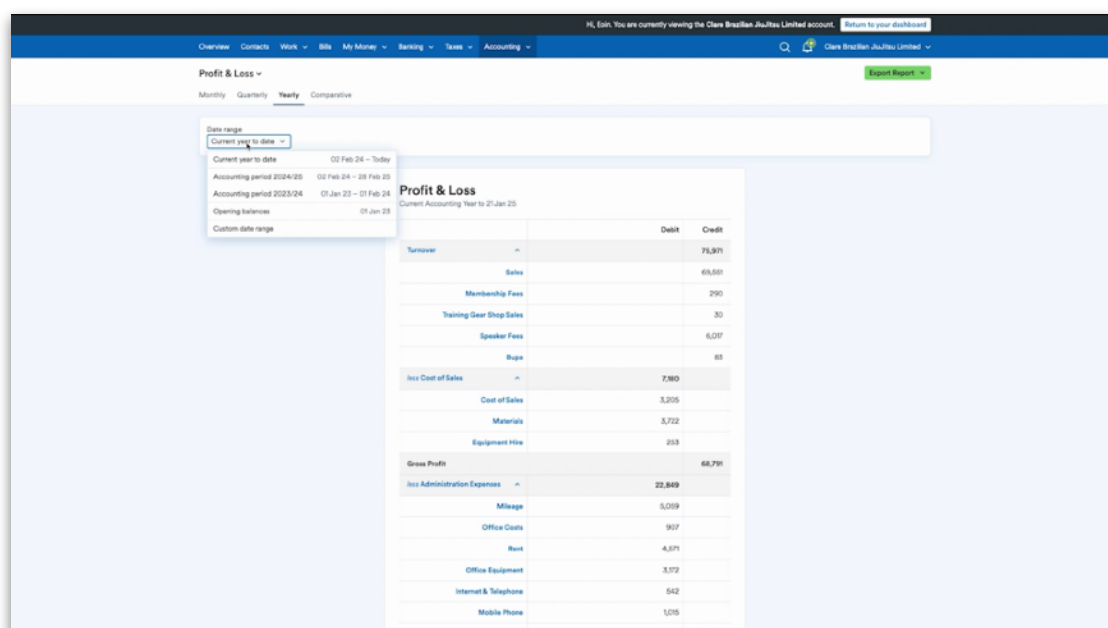 Hi, Eoin. You are currently viewing the Clare Brazilian JiuJitsu Limited account. Return to your dashboard
Overview Contacts Work Bills My Money Banking Taxes Accounting Clare Brazilian JiuJitsu Limited
Profit & Loss Export Report
Monthly Quarterly Yearly Comparative
Date range
Current year to date
Current year to date 02 Feb 24 – Today
Accounting period 2024/25 02 Feb 24 – 28 Feb 25
Accounting period 2023/24 01 Jan 23 – 01 Feb 24
Opening balances 01 Jan 23
Custom date range
Profit & Loss
Current Accounting Year to 21 Jan 25
Debit Credit
Turnover 75,971
Sales
Membership Fees 290
Training Gear Shop Sales 30
Speaker Fees 6,017
Bupa
less Cost of Sales 7,180
Cost of Sales 3,205
Materials 3,722
Equipment Hire 253
Gross Profit 68,791
less Administration Expenses 22,849
Mileage
Office Costs 907
Rent 4,571
Office Equipment 3,172
Internet & Telephone 542
Mobile Phone 1,015